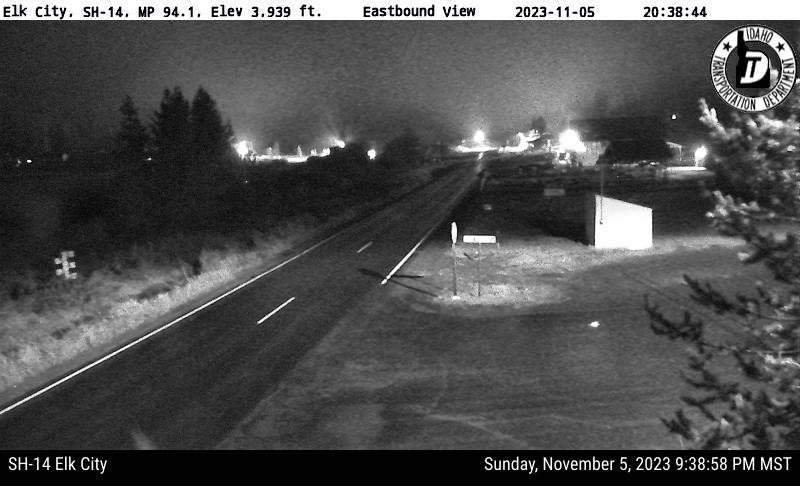 Elk City, SH-14, MP 94.1, Elev 3,939 ft. Eastbound View 2023-11-05 20:38:44
IDAHO
TRANSPORTATION DEPARTMENT
SH-14 Elk City Sunday, November 5, 2023 9:38:58 PM MST